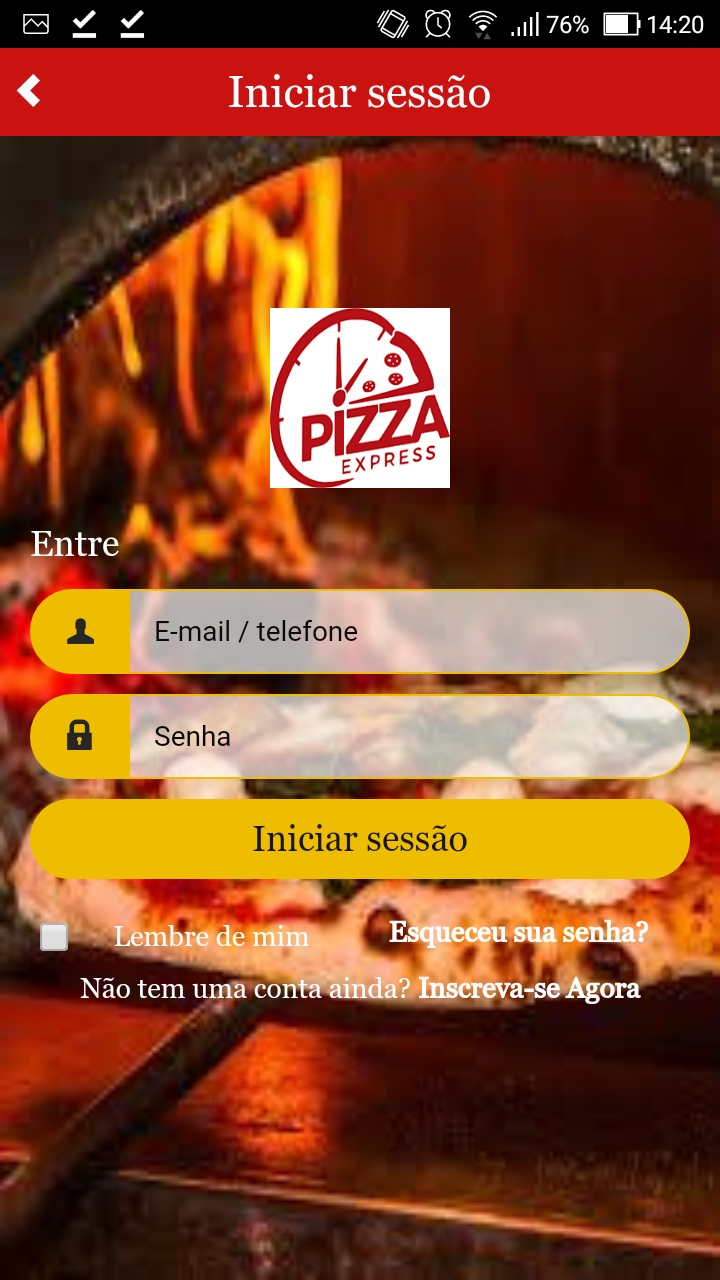 76% 14:20
Iniciar sessão
PIZZA
EXPRESS
Entre
E-mail / telefone
Senha
Iniciar sessão
Lembre de mim Esqueceu sua senha?
Não tem uma conta ainda? Inscreva-se Agora